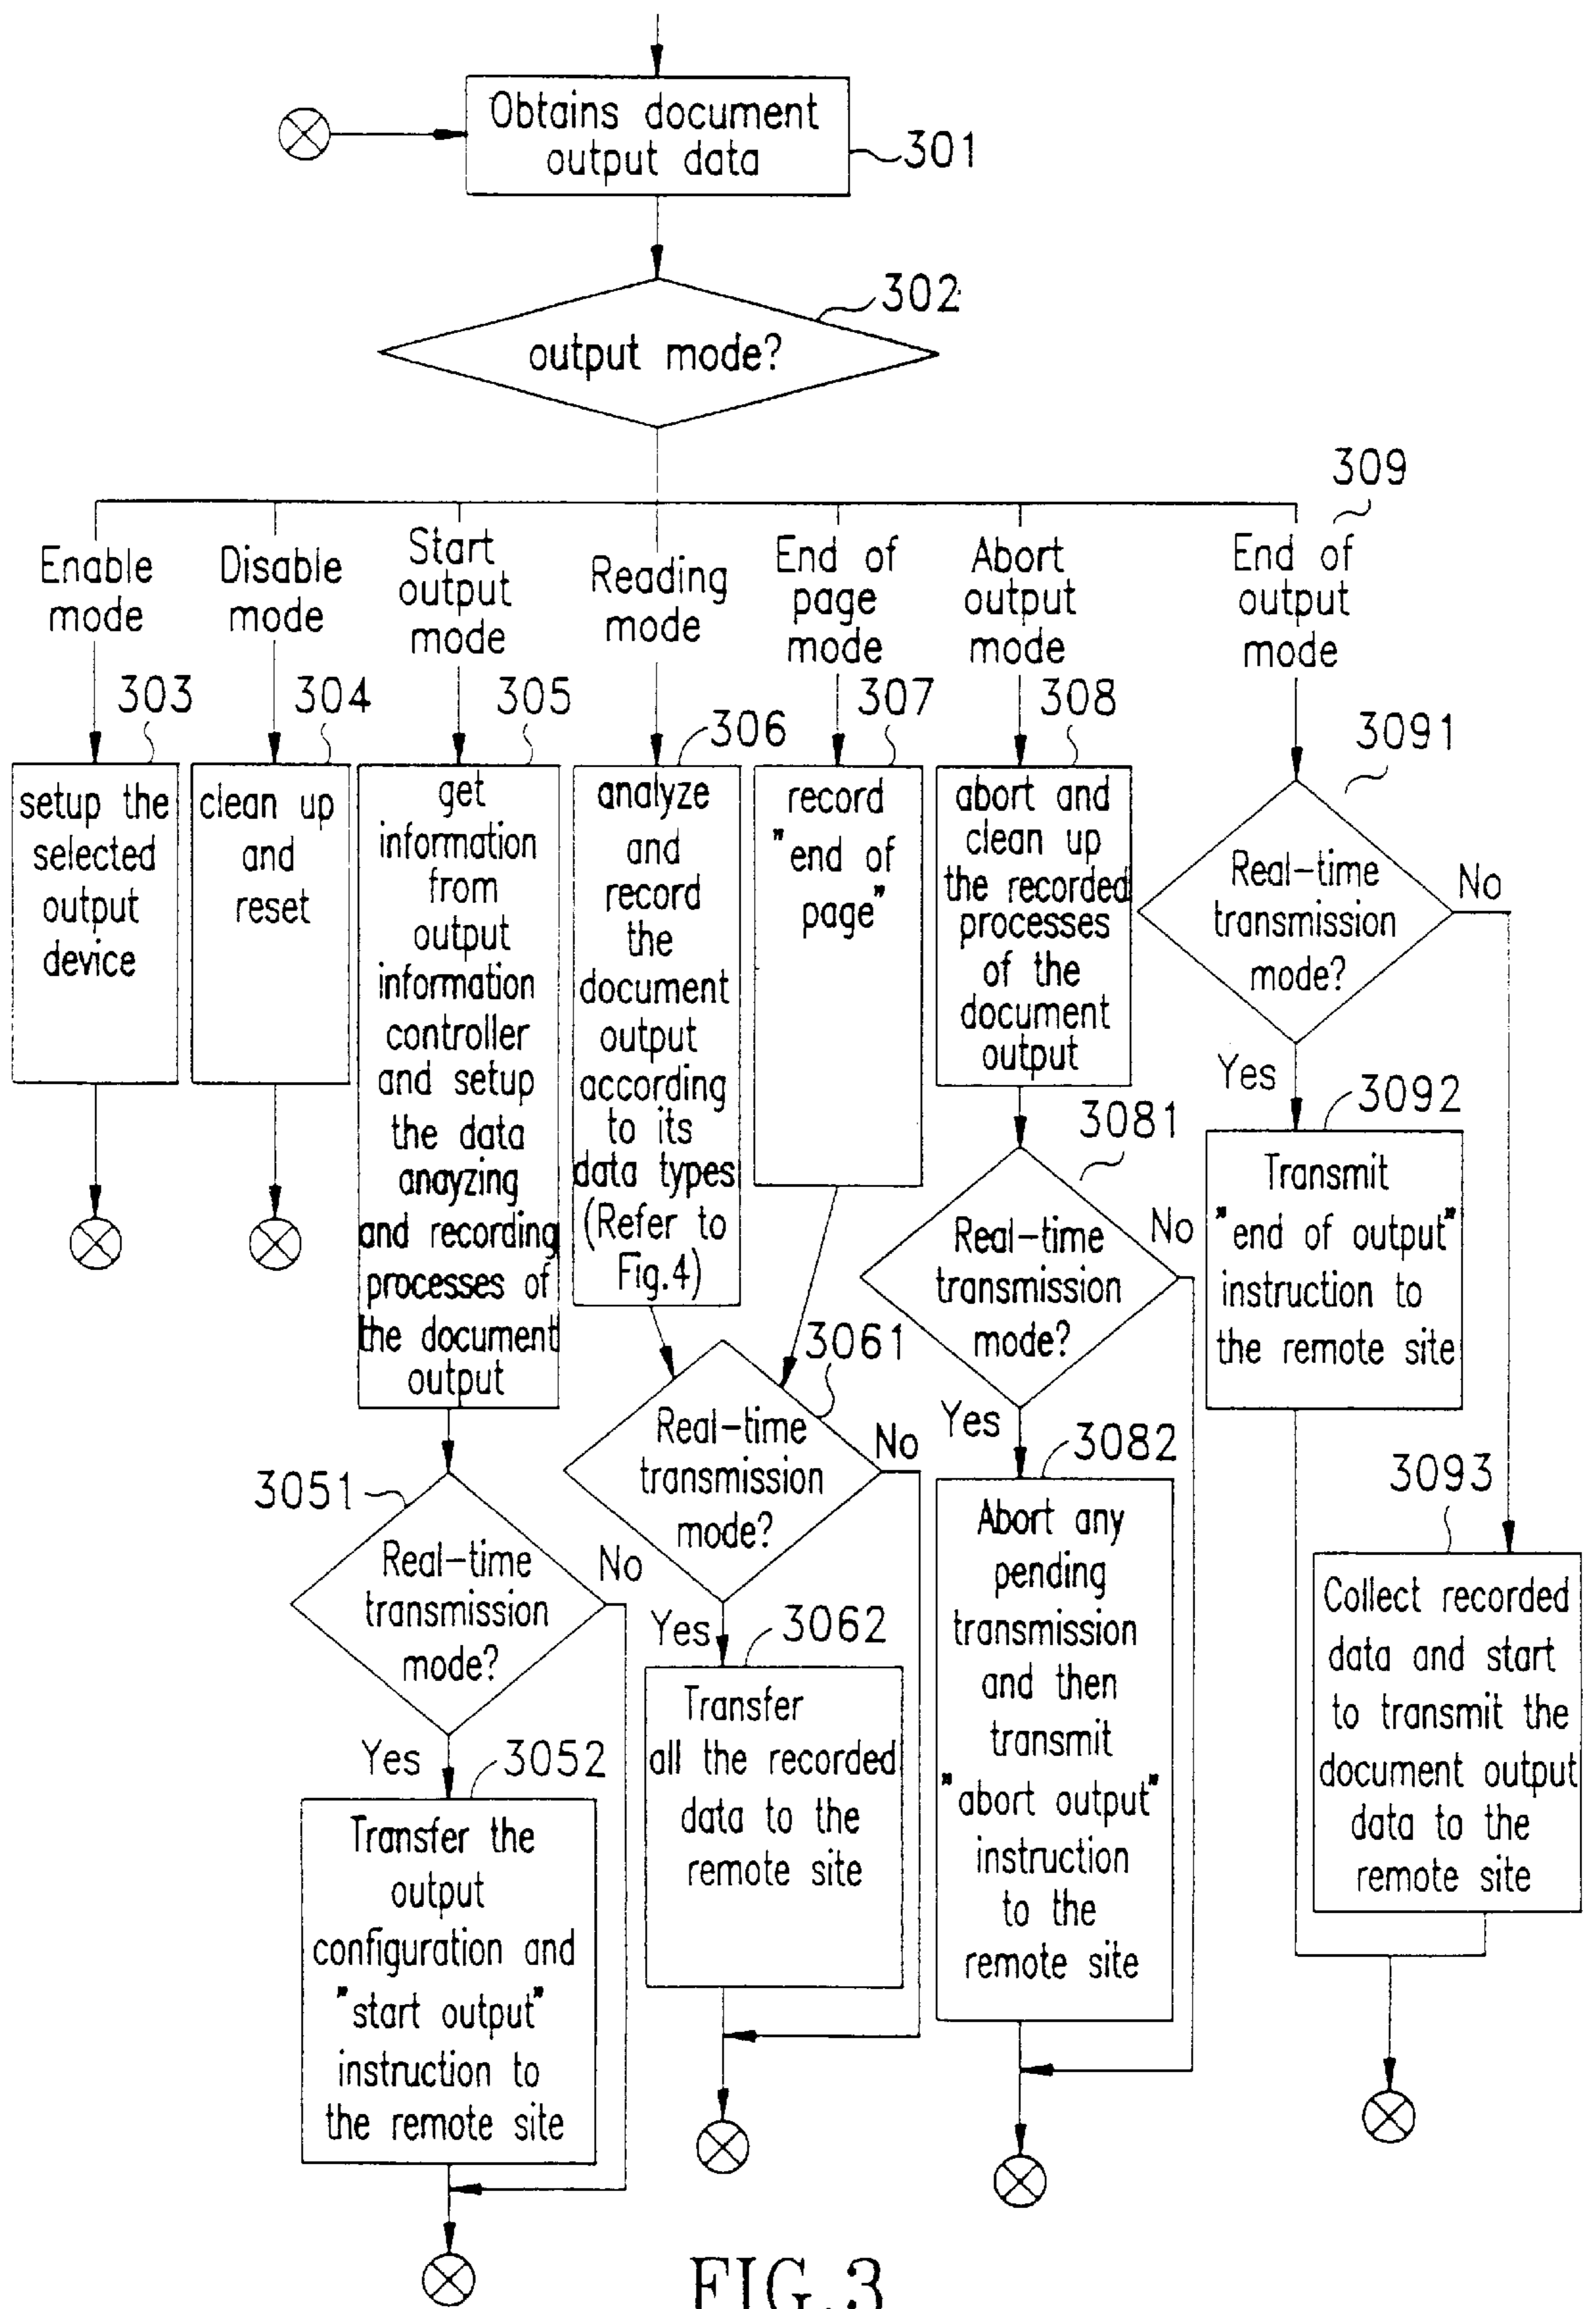 Obtains document
output data
301
302
output mode?
309
Enable
mode
Disable
mode
Start
output
mode
Reading
mode
End of
page
mode
Abort
output
mode
End of
output
mode
303
setup the
selected
output
device
304
clean up
and
reset
305
get
information
from
output
information
controller
and setup
the data
anayzing
and recording
processes of
the document
output
306
analyze
and
record
the
document
output
according
to its
data types
(Refer to
Fig.4)
307
record
"end of
page"
308
abort and
clean up
the recorded
processes
of the
document
output
3091
Real-time
transmission
mode?
No
Yes
3092
Transmit
"end of output"
instruction to
the remote site
3081
Real-time
transmission
mode?
No
Yes
3082
Abort any
pending
transmission
and then
transmit
"abort output"
instruction
to the
remote site
3061
Real-time
transmission
mode?
No
Yes
3062
Transfer
all the recorded
data to the
remote site
3051
Real-time
transmission
mode?
No
Yes
3052
Transfer the
output
configuration and
"start output"
instruction to
the remote site
3093
Collect recorded
data and start
to transmit the
document output
data to the
remote site
FIG.3